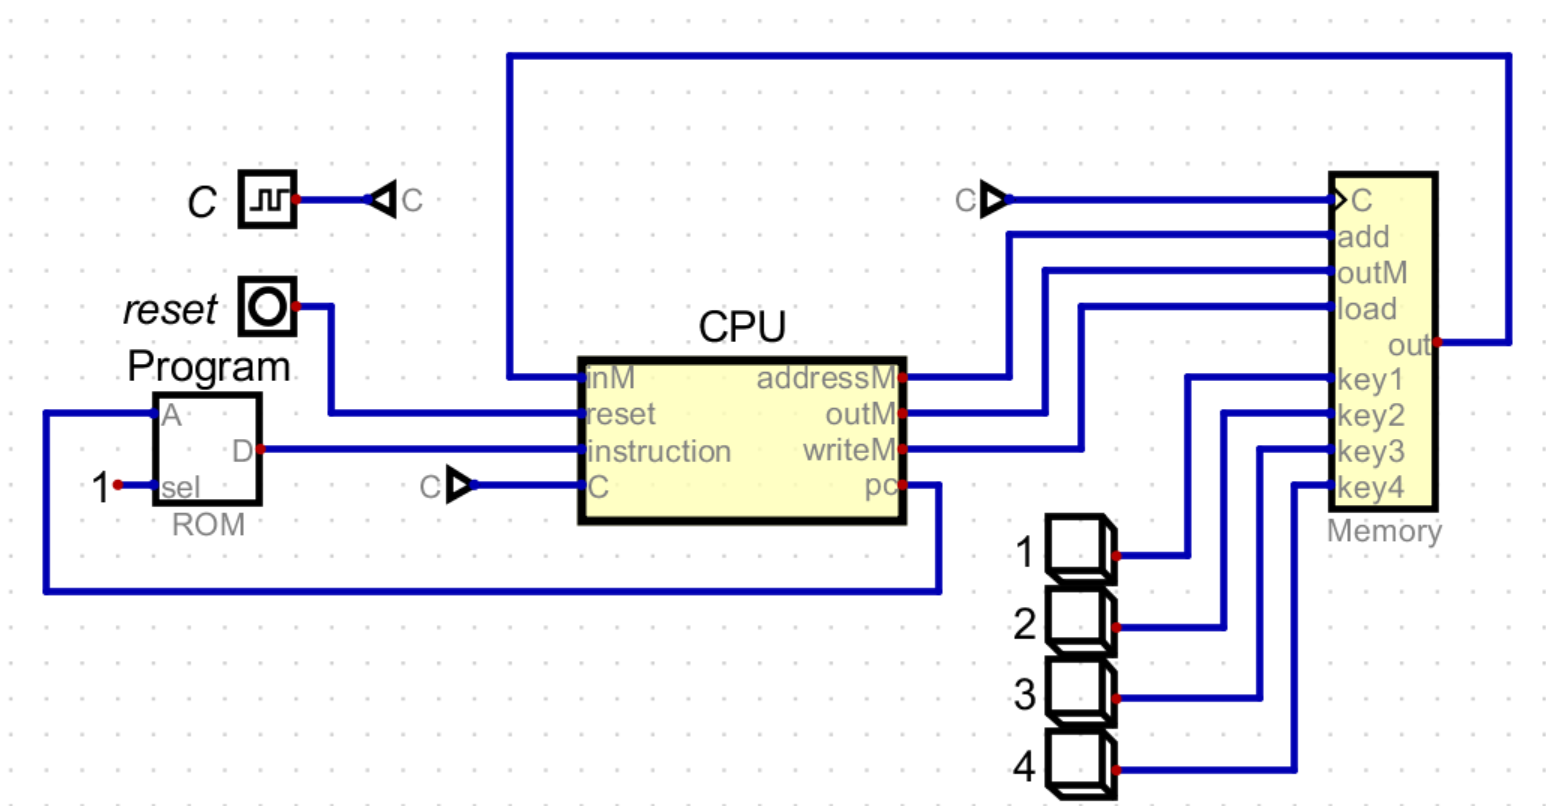 C
C
C
C
add
outM
load
out
key1
key2
key3
key4
Memory
reset
Program
A
D
1
sel
ROM
CPU
inM
addressM
reset
outM
instruction
writeM
C
C
pc
1
2
3
4